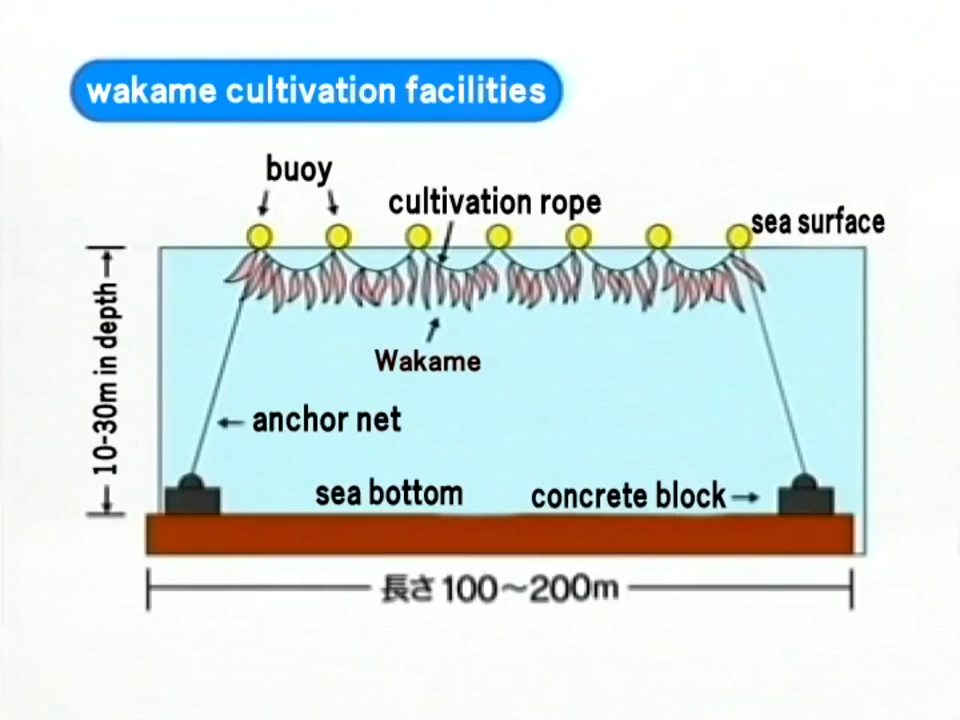 wakame cultivation facilities
buoy
cultivation rope
sea surface
10-30m in depth
Wakame
anchor net
sea bottom
concrete block
長さ100〜200m